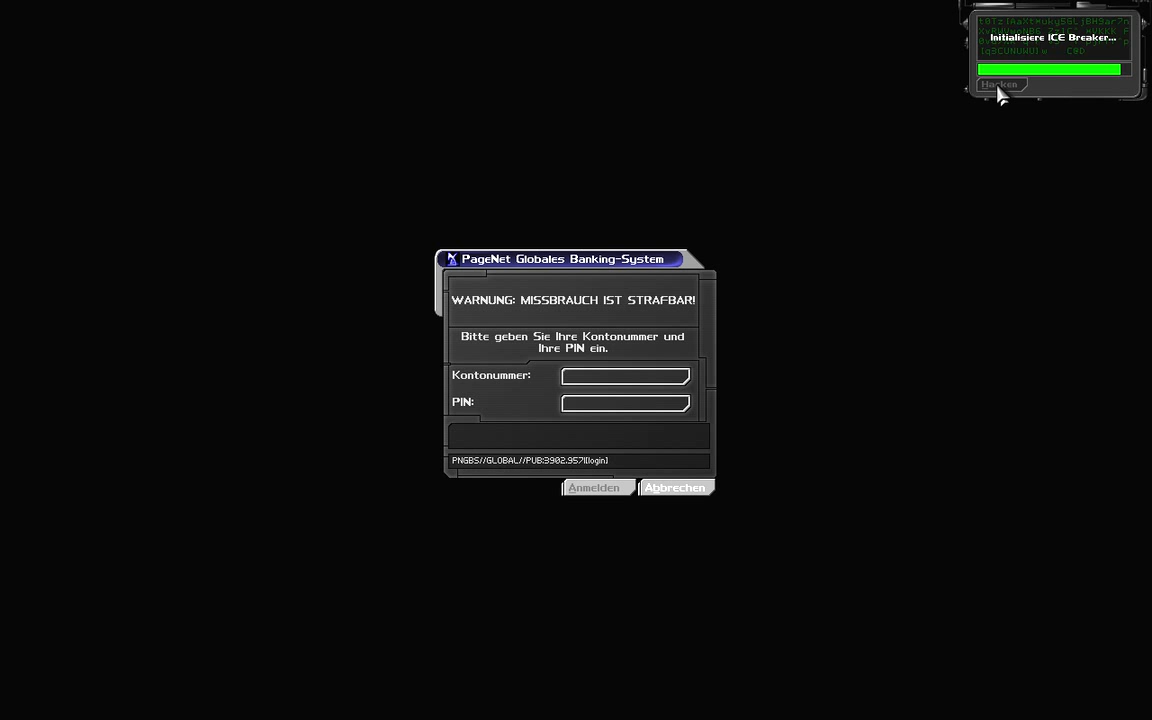 Initialisiere ICE Breaker...
Hacken
PageNet Globales Banking-System
WARNUNG: MISSBRAUCH IST STRAFBAR!
Bitte geben Sie Ihre Kontonummer und
Ihre PIN ein.
Kontonummer:
PIN:
PNGBS//GLOBAL//PUB:3902.957[login]
Anmelden
Abbrechen